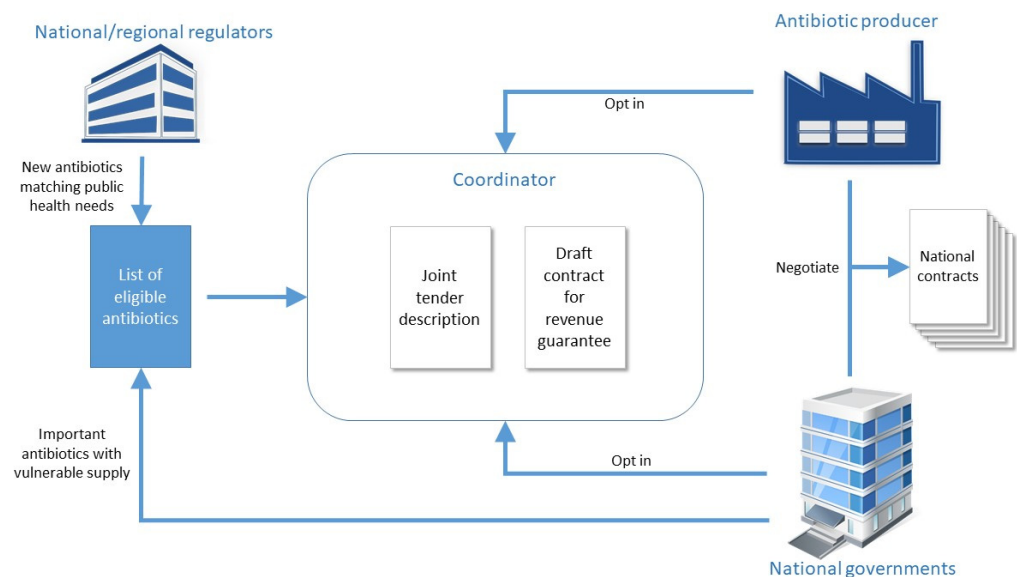 National/regional regulators
Antibiotic producer
Opt in
New antibiotics
matching public
health needs
Coordinator
List of
eligible
antibiotics
Joint
tender
description
Draft
contract
for
revenue
guarantee
Negotiate
National
contracts
Important
antibiotics with
vulnerable supply
Opt in
National governments